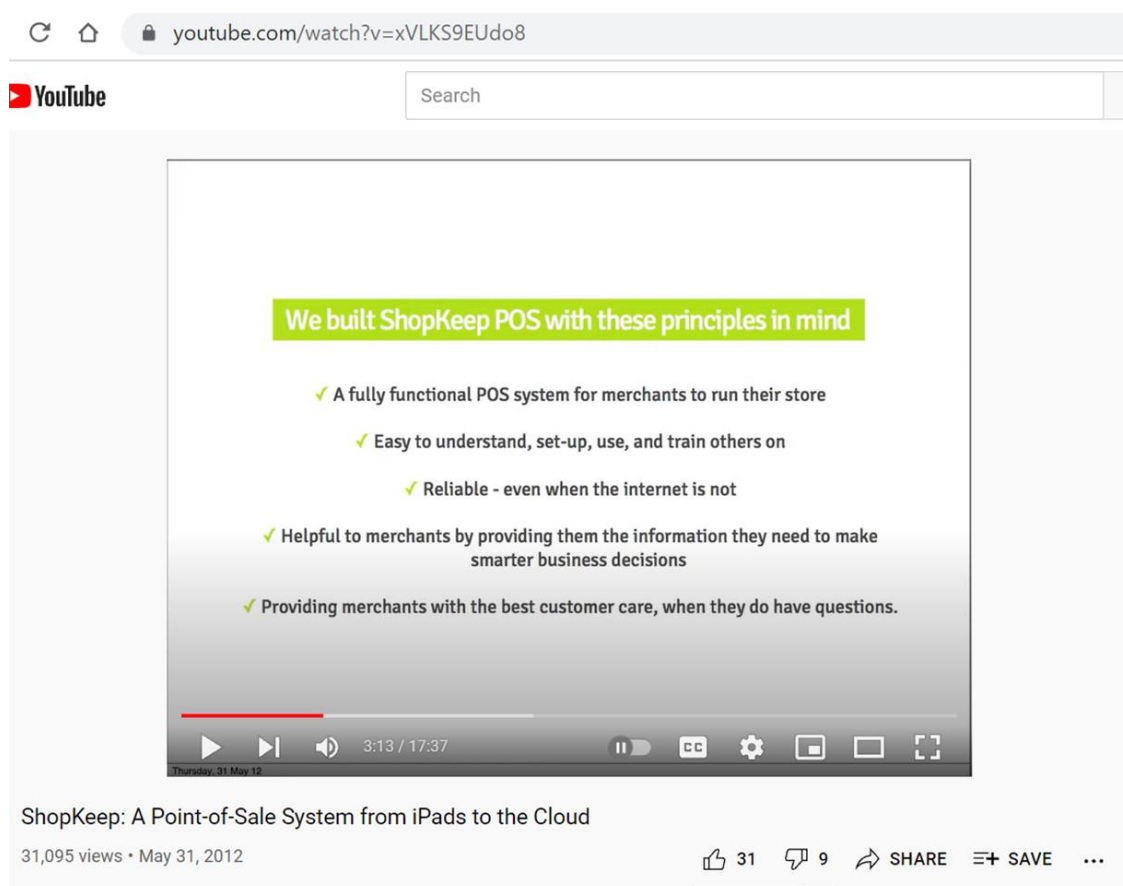 youtube.com/watch?v=xVLKS9EUdo8
YouTube
Search
We built ShopKeep POS with these principles in mind
✓ A fully functional POS system for merchants to run their store
✓ Easy to understand, set-up, use, and train others on
✓ Reliable - even when the internet is not
✓ Helpful to merchants by providing them the information they need to make
smarter business decisions
✓ Providing merchants with the best customer care, when they do have questions.
3:13 / 17:37
CC
Thursday, 31 May 12
ShopKeep: A Point-of-Sale System from iPads to the Cloud
31,095 views • May 31, 2012
31 9 SHARE SAVE ...